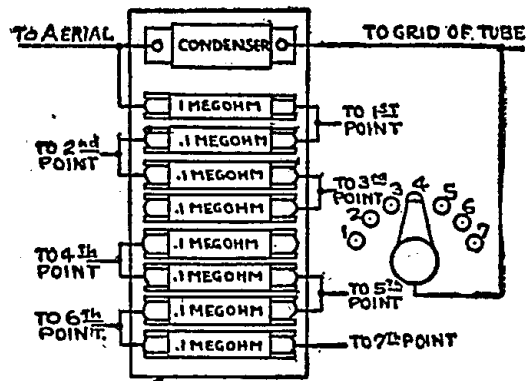 TO AERIAL
CONDENSER
TO GRID OF TUBE
.1 MEGOHM
TO 1ST
POINT
.1 MEGOHM
TO 2nd
POINT
.1 MEGOHM
TO 3rd
POINT
.1 MEGOHM
1 2 3 4 5 6 7
.1 MEGOHM
TO 4Th
POINT
.1 MEGOHM
TO 5Th
POINT
.1 MEGOHM
TO 6Th
POINT.
.1 MEGOHM
TO 7Th POINT